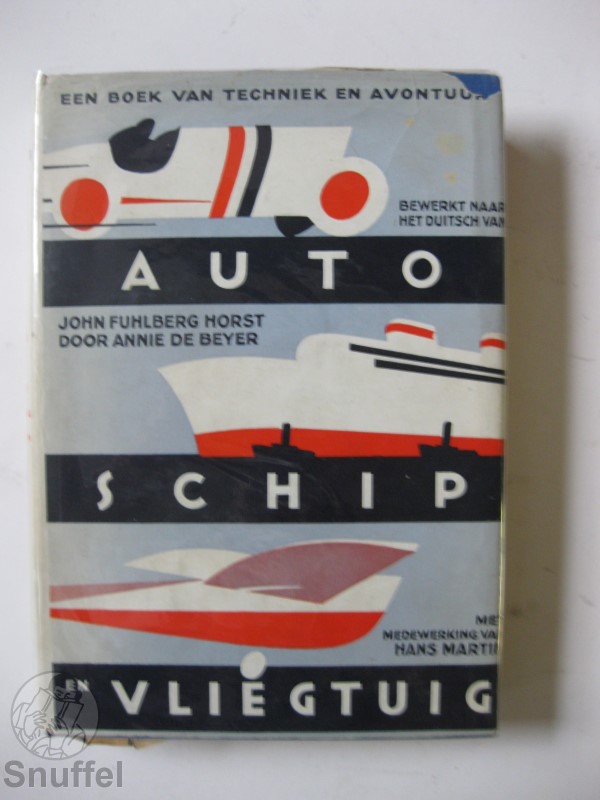 EEN BOEK VAN TECHNIEK EN AVONTUUR
BEWERKT NAAR
HET DUITSCH VAN
AUTO
JOHN FUHLBERG HORST
DOOR ANNIE DE BEYER
SCHIP
MET
MEDEWERKING VAN
HANS MARTIN
EN VLIEGTUIG
Snuffel